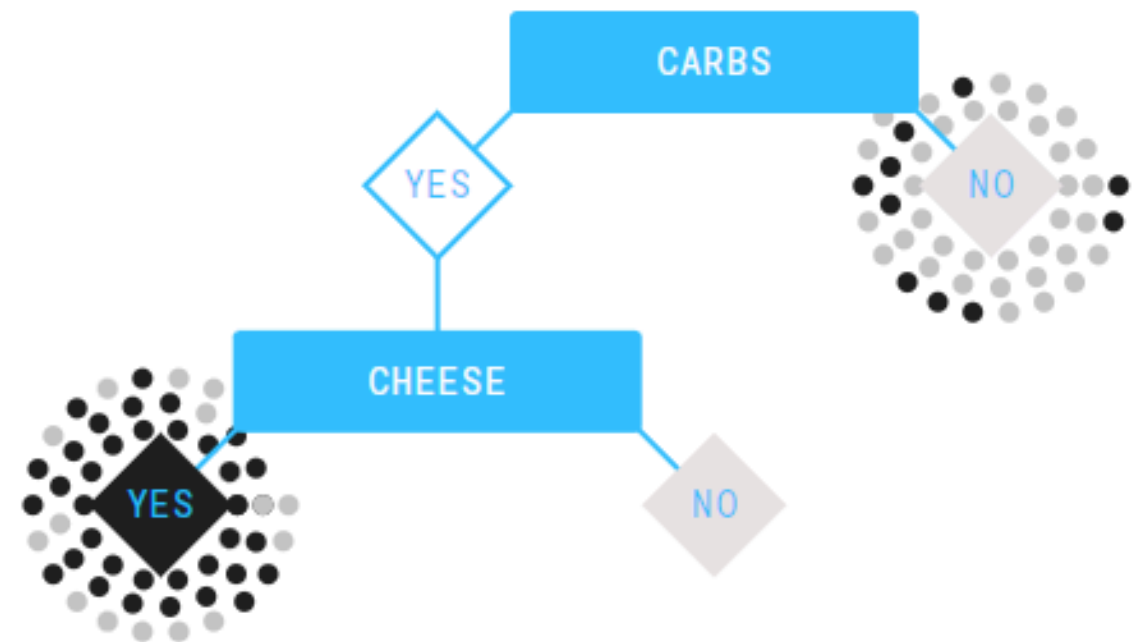 CARBS
YES
NO
CHEESE
YES
NO